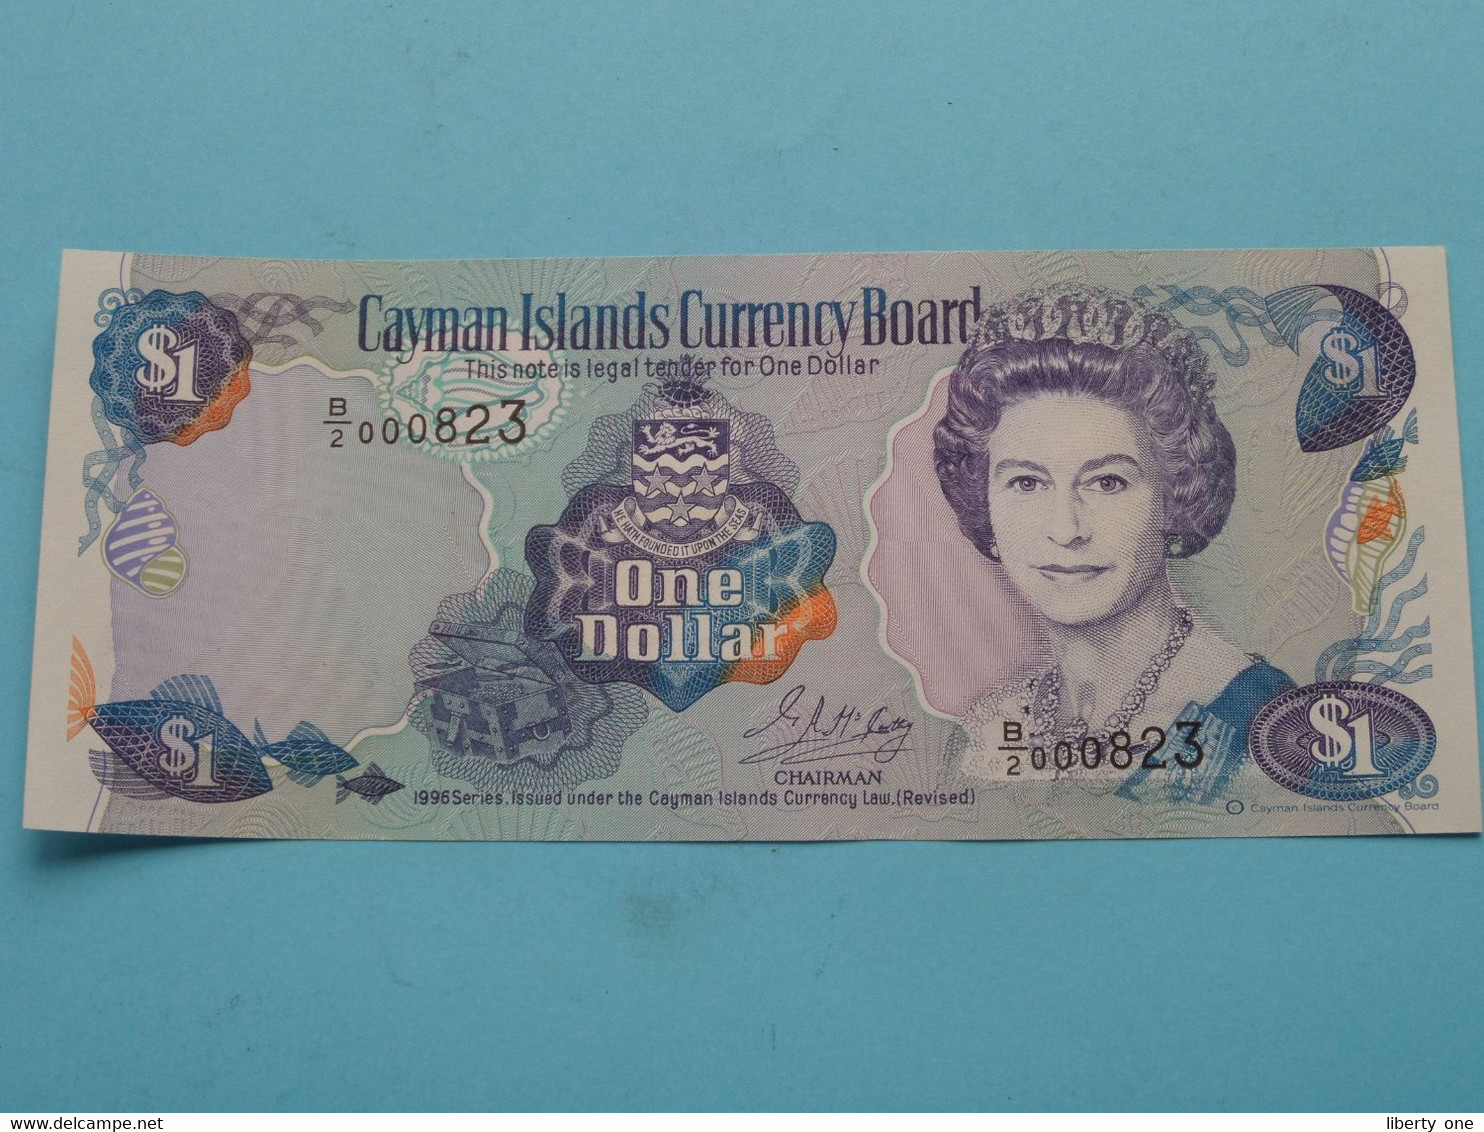 Cayman Islands Currency Board
This note is legal tender for One Dollar
$1
$1
B/2 000823
HE HATH FOUNDED IT UPON THE SEAS
One
Dollar
CHAIRMAN
B/2 000823
$1
$1
1996 Series. Issued under the Cayman Islands Currency Law. (Revised)
© Cayman Islands Currency Board
www.delcampe.net
liberty one